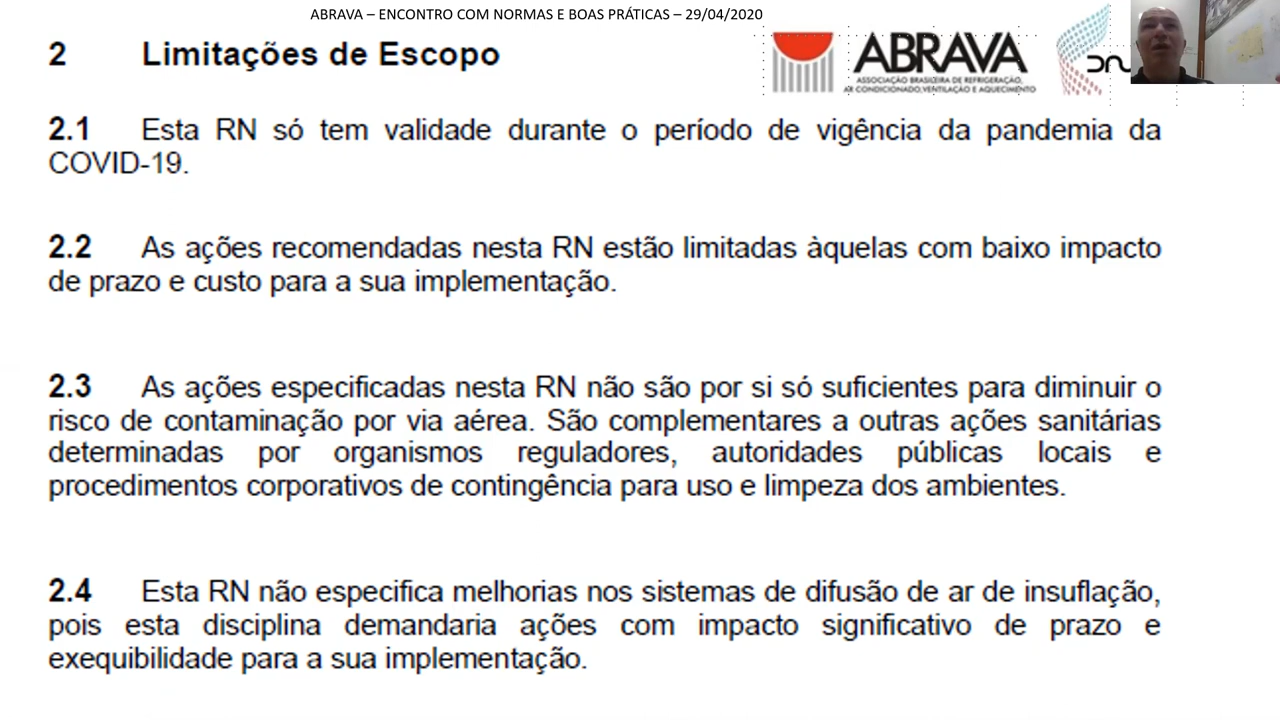 ABRAVA – ENCONTRO COM NORMAS E BOAS PRÁTICAS – 29/04/2020
2 Limitações de Escopo
ABRAVA
ASSOCIAÇÃO BRASILEIRA DE REFRIGERAÇÃO,
AR CONDICIONADO, VENTILAÇÃO E AQUECIMENTO
2.1 Esta RN só tem validade durante o período de vigência da pandemia da
COVID-19.
2.2 As ações recomendadas nesta RN estão limitadas àquelas com baixo impacto
de prazo e custo para a sua implementação.
2.3 As ações especificadas nesta RN não são por si só suficientes para diminuir o
risco de contaminação por via aérea. São complementares a outras ações sanitárias
determinadas por organismos reguladores, autoridades públicas locais e
procedimentos corporativos de contingência para uso e limpeza dos ambientes.
2.4 Esta RN não especifica melhorias nos sistemas de difusão de ar de insuflação,
pois esta disciplina demandaria ações com impacto significativo de prazo e
exequibilidade para a sua implementação.